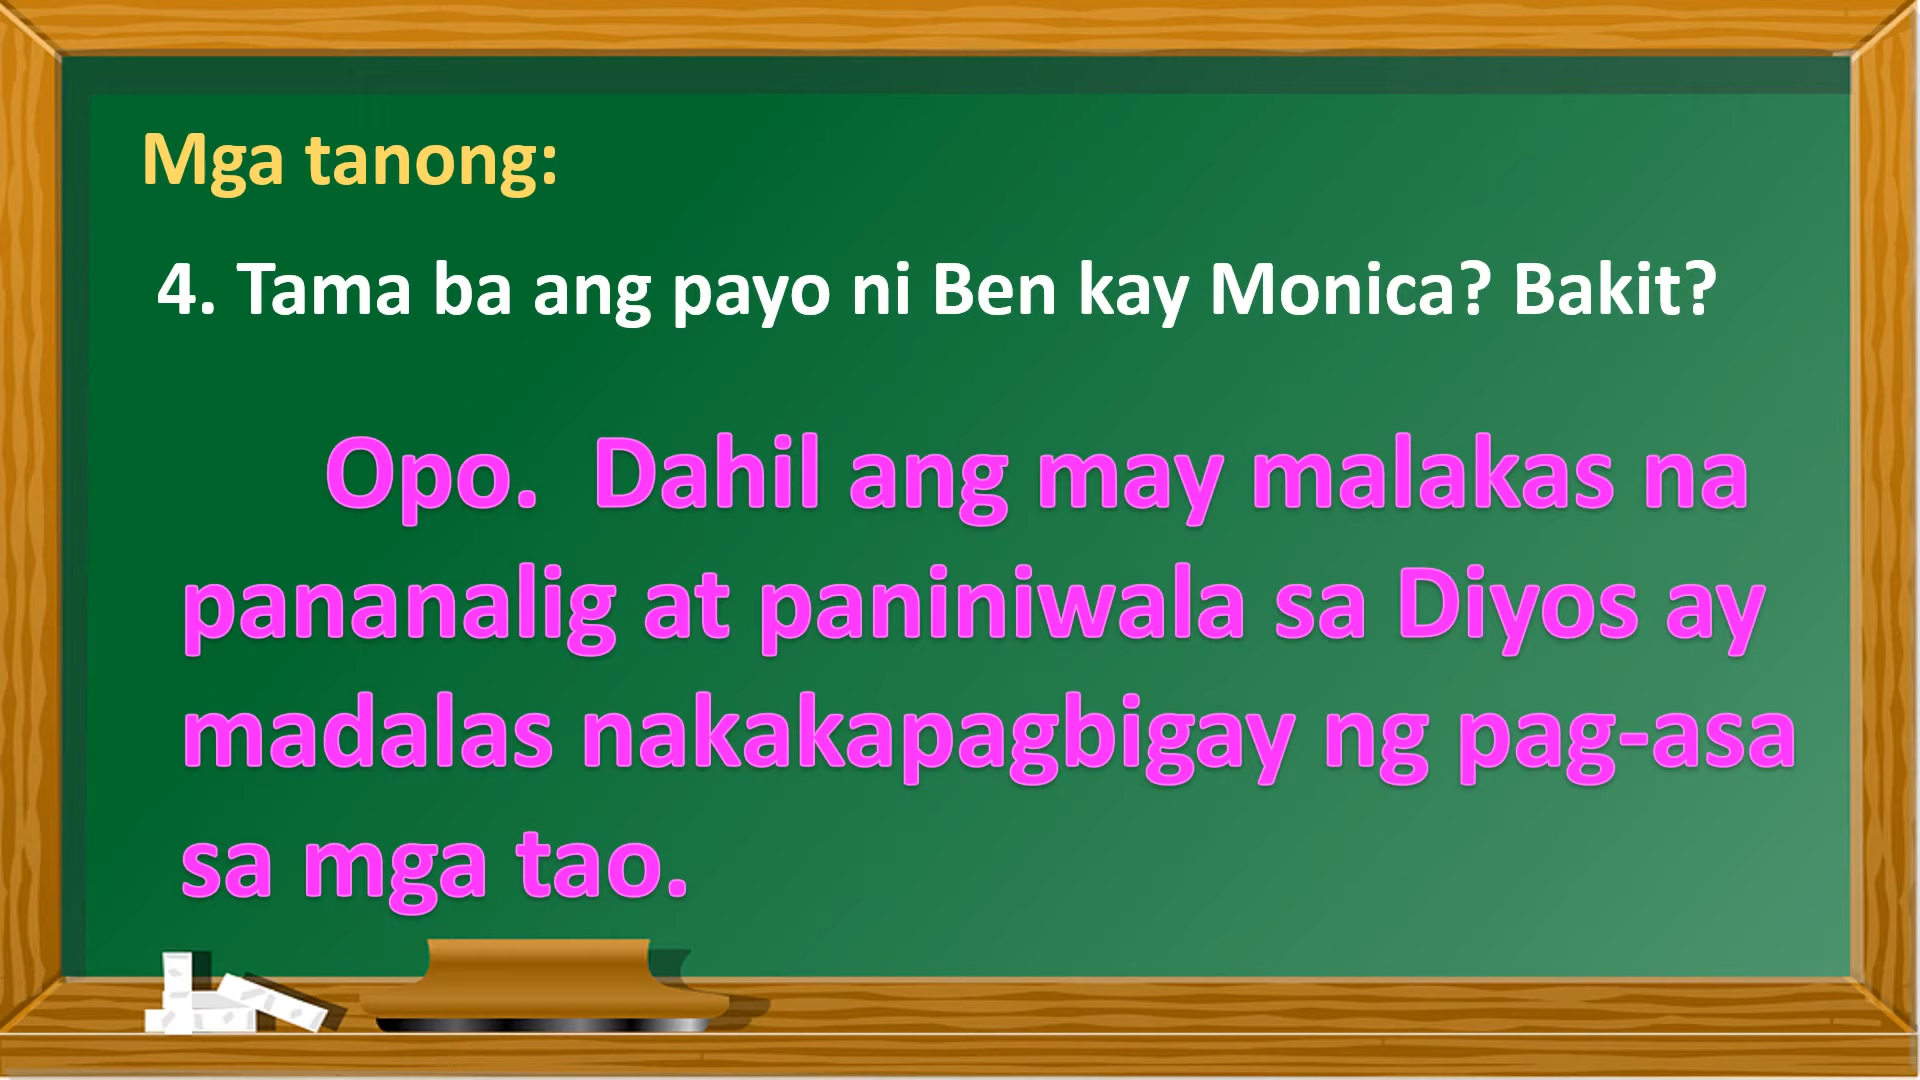 Mga tanong:
4. Tama ba ang payo ni Ben kay Monica? Bakit?
Opo. Dahil ang may malakas na
pananalig at paniniwala sa Diyos ay
madalas nakakapagbigay ng pag-asa
sa mga tao.